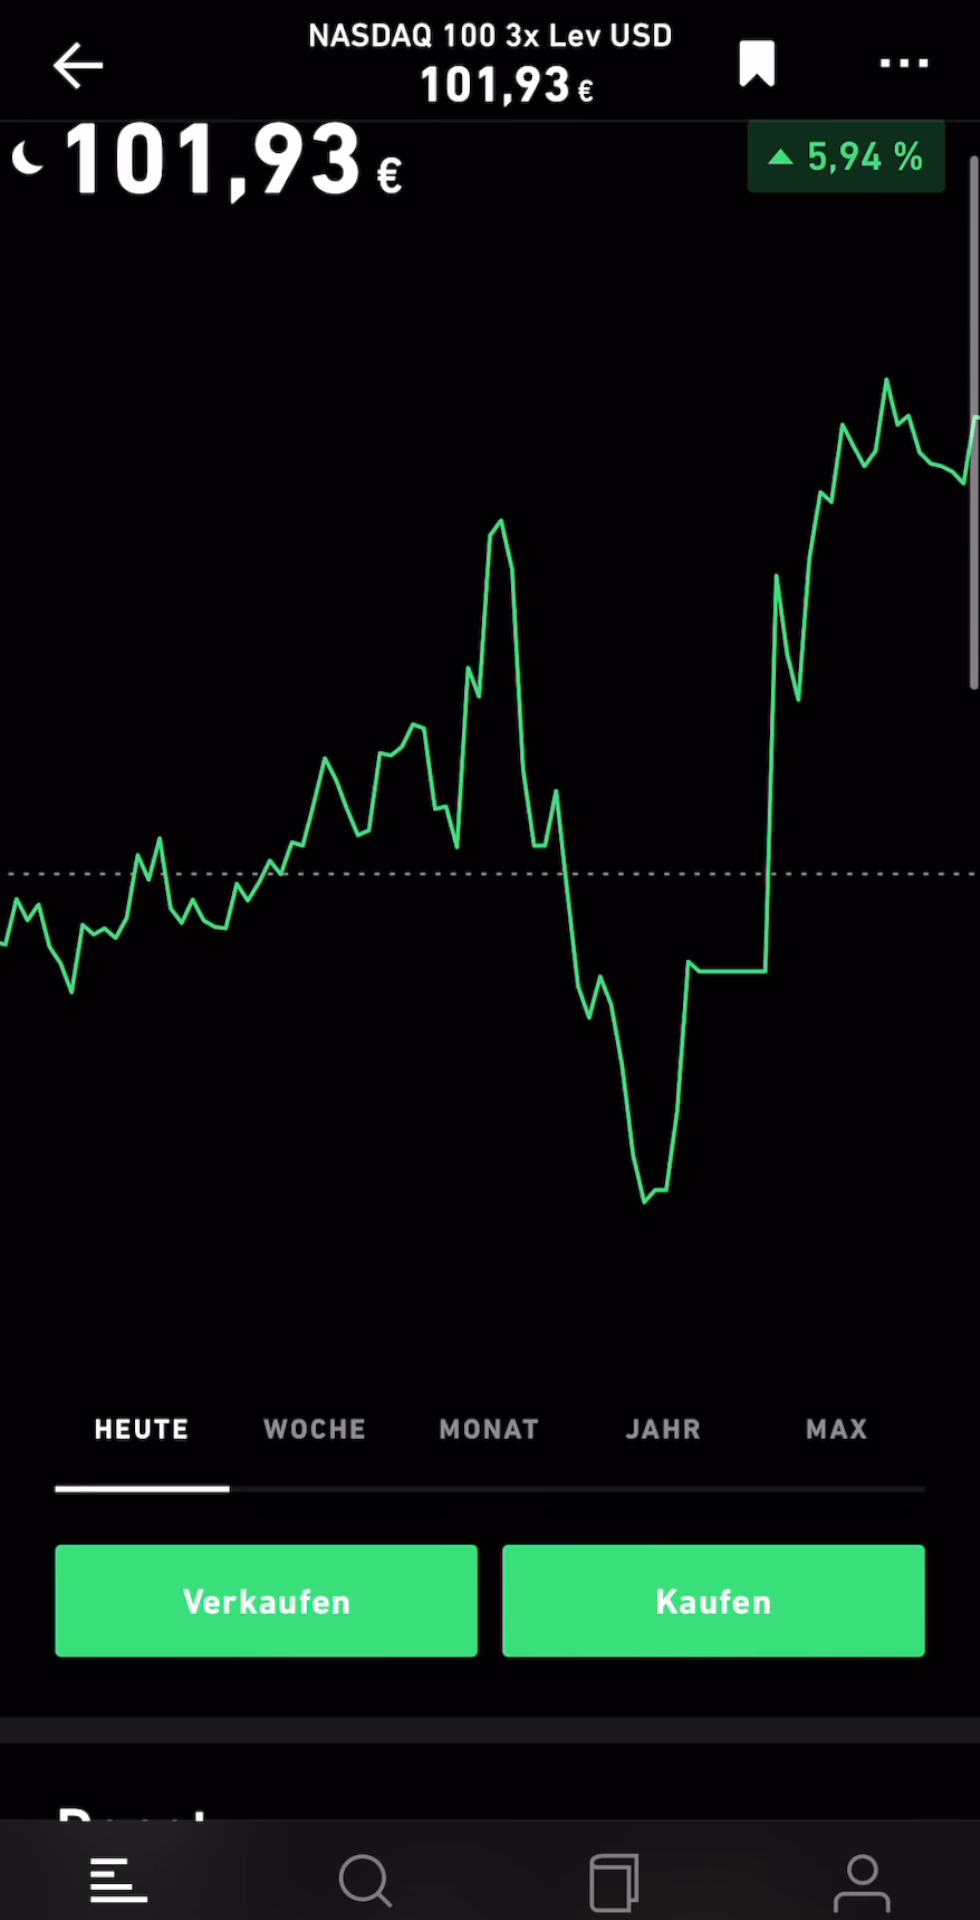 NASDAQ 100 3x Lev USD
101,93 €
101,93 €
▲ 5,94 %
HEUTE WOCHE MONAT JAHR MAX
Verkaufen Kaufen